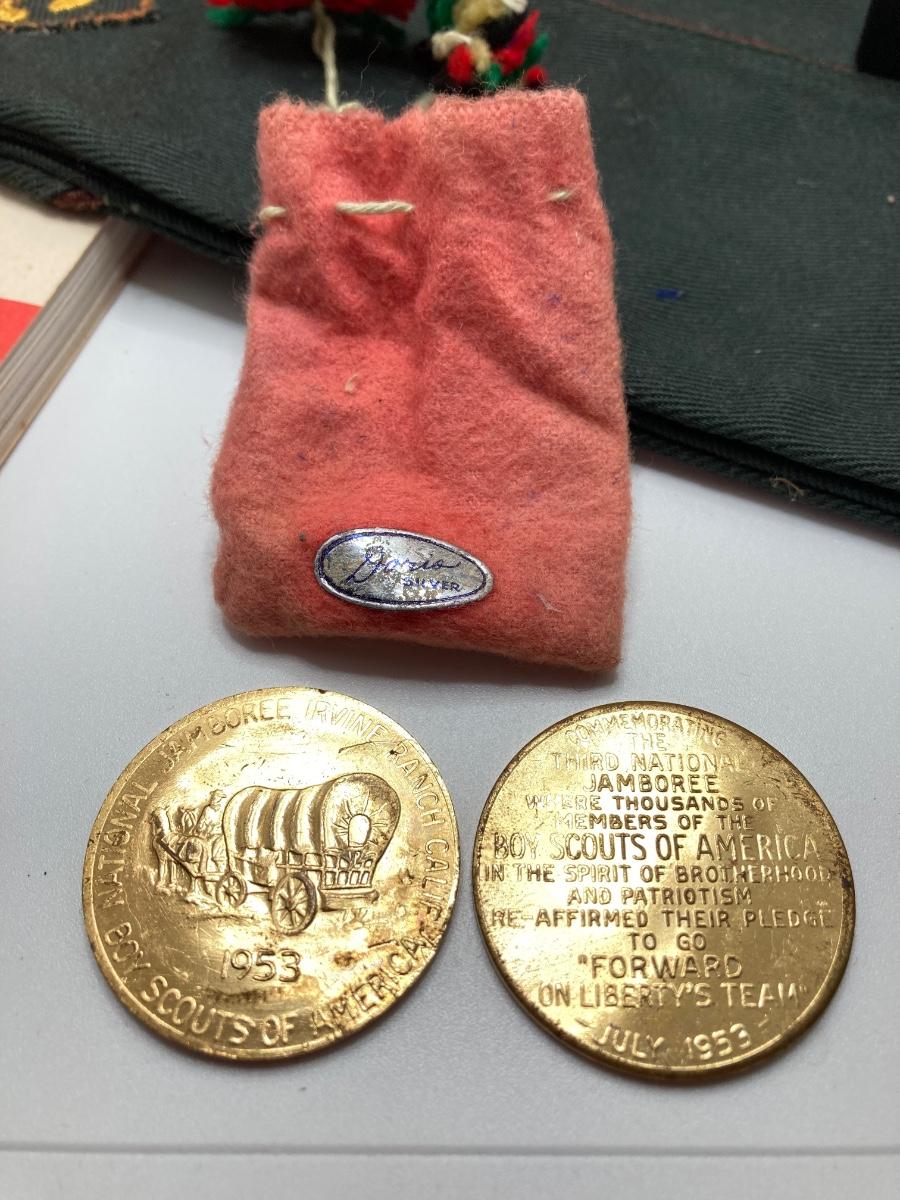 Doris
SILVER
NATIONAL JAMBOREE IRVINE RANCH CALIF.
1953
BOY SCOUTS OF AMERICA
COMMEMORATING
THE
THIRD NATIONAL
JAMBOREE
WHERE THOUSANDS OF
MEMBERS OF THE
BOY SCOUTS OF AMERICA
IN THE SPIRIT OF BROTHERHOOD
AND PATRIOTISM
RE-AFFIRMED THEIR PLEDGE
TO GO
"FORWARD
ON LIBERTY'S TEAM"
- JULY 1953 -